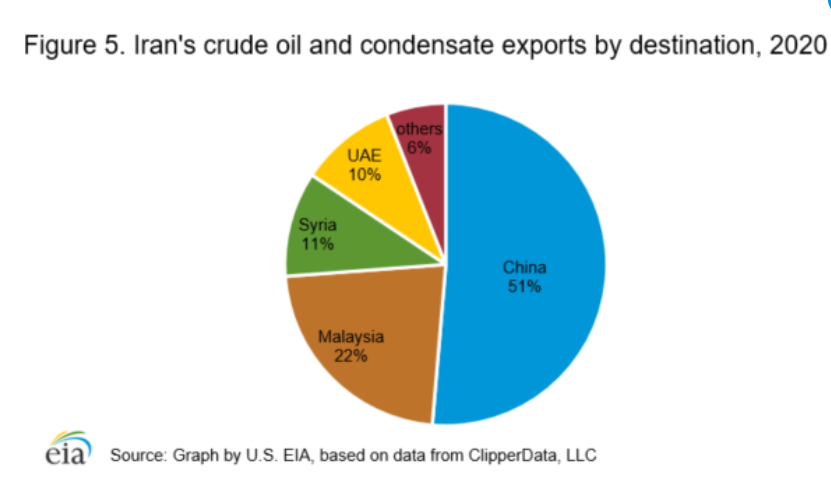 Figure 5. Iran's crude oil and condensate exports by destination, 2020
others
6%
UAE
10%
Syria
11%
China
51%
Malaysia
22%
eia
Source: Graph by U.S. EIA, based on data from ClipperData, LLC